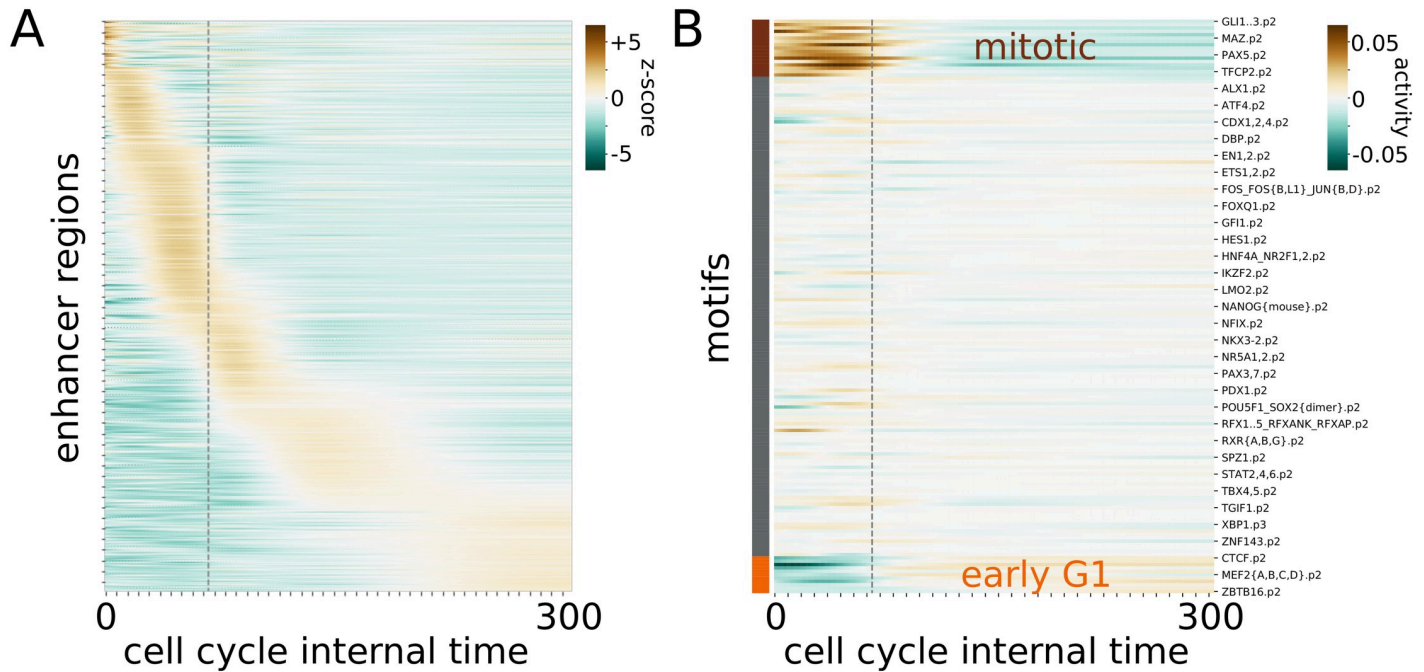 A
enhancer regions
+5
0
-5
z-score
0
300
cell cycle internal time
B
motifs
mitotic
early G1
GLI1..3.p2
MAZ.p2
PAX5.p2
TFCP2.p2
ALX1.p2
ATF4.p2
CDX1,2,4.p2
DBP.p2
EN1,2.p2
ETS1,2.p2
FOS_FOS{B,L1}_JUN{B,D}.p2
FOXQ1.p2
GFI1.p2
HES1.p2
HNF4A_NR2F1,2.p2
IKZF2.p2
LMO2.p2
NANOG{mouse}.p2
NFIX.p2
NKX3-2.p2
NR5A1,2.p2
PAX3,7.p2
PDX1.p2
POU5F1_SOX2{dimer}.p2
RFX1..5_RFXANK_RFXAP.p2
RXR{A,B,G}.p2
SPZ1.p2
STAT2,4,6.p2
TBX4,5.p2
TGIF1.p2
XBP1.p3
ZNF143.p2
CTCF.p2
MEF2{A,B,C,D}.p2
ZBTB16.p2
0.05
0
-0.05
activity
0
300
cell cycle internal time